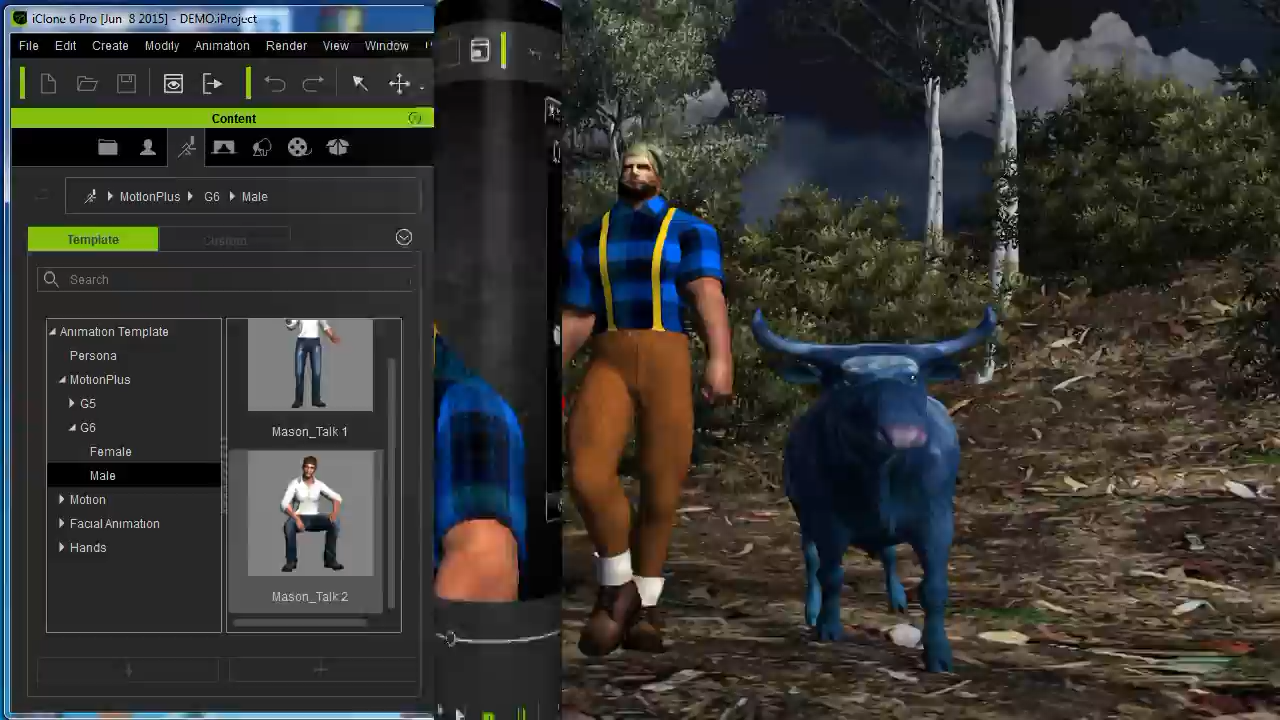 iClone 6 Pro [Jun 8 2015] - DEMO.iProject
File Edit Create Modify Animation Render View Window
Content
MotionPlus G6 Male
Template Custom
Search
Animation Template
Persona
MotionPlus
G5
G6
Female
Male
Motion
Facial Animation
Hands
Mason_Talk 1
Mason_Talk 2